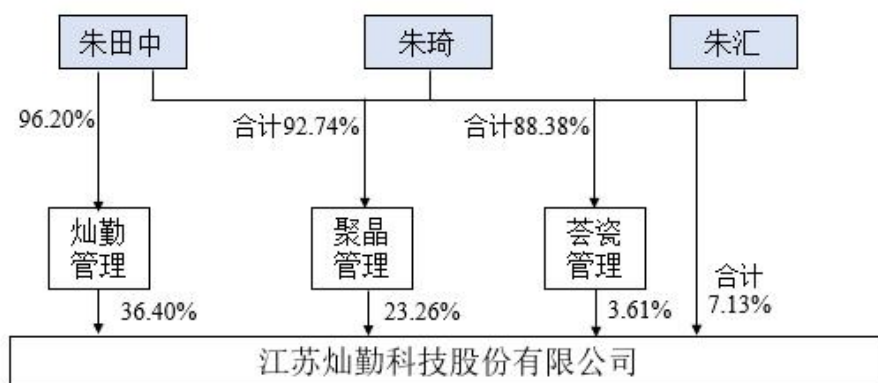 朱田中
朱琦
朱汇
96.20%
合计92.74%
合计88.38%
灿勤
管理
聚晶
管理
荟瓷
管理
合计
7.13%
36.40%
23.26%
3.61%
江苏灿勤科技股份有限公司